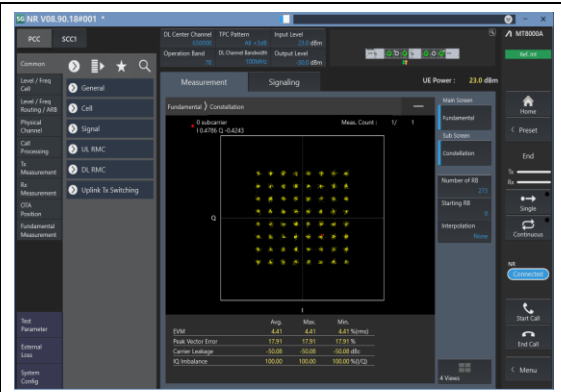 5G NR V08.90.18#001 *
PCC SCC1
DL Center Channel TPC Pattern Input Level
650000 All +3dB 23.0 dBm
Operation Band DL Channel Bandwidth Output Level
78 100MHz -50.0 dBm
MT8000A
Ref. Int
Common
Level / Freq
Cell
Level / Freq
Routing / ARB
Physical
Channel
Call
Processing
Tx
Measurement
Rx
Measurement
OTA
Position
Fundamental
Measurement
Test
Parameter
External
Loss
System
Config
General
Cell
Signal
UL RMC
DL RMC
Uplink Tx Switching
Measurement Signaling
UE Power : 23.0 dBm
Fundamental Constellation
0 subcarrier Meas. Count : 1/ 1
I 0.4786 Q -0.4243
Q
I
Avg. Max. Min.
EVM 4.41 4.41 4.41 %(rms)
Peak Vector Error 17.91 17.91 17.91 %
Carrier Leakage -50.08 -50.08 -50.08 dBc
IQ Imbalance 100.00 100.00 100.00 %(I/Q)
Main Screen
Fundamental
Sub Screen
Constellation
Number of RB
273
Starting RB
0
Interpolation
None
4 Views
Home
Preset
End
Tx
Rx
Single
Continuous
NR
Connected
Start Call
End Call
Menu